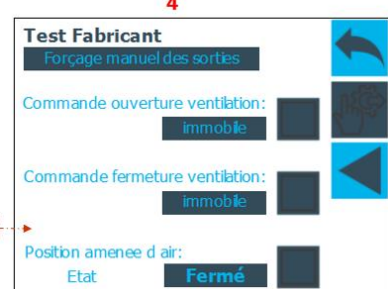 4
Test Fabricant
Forçage manuel des sorties
Commande ouverture ventilation:
immobile
Commande fermeture ventilation:
immobile
Position amenee d air:
Etat Fermé